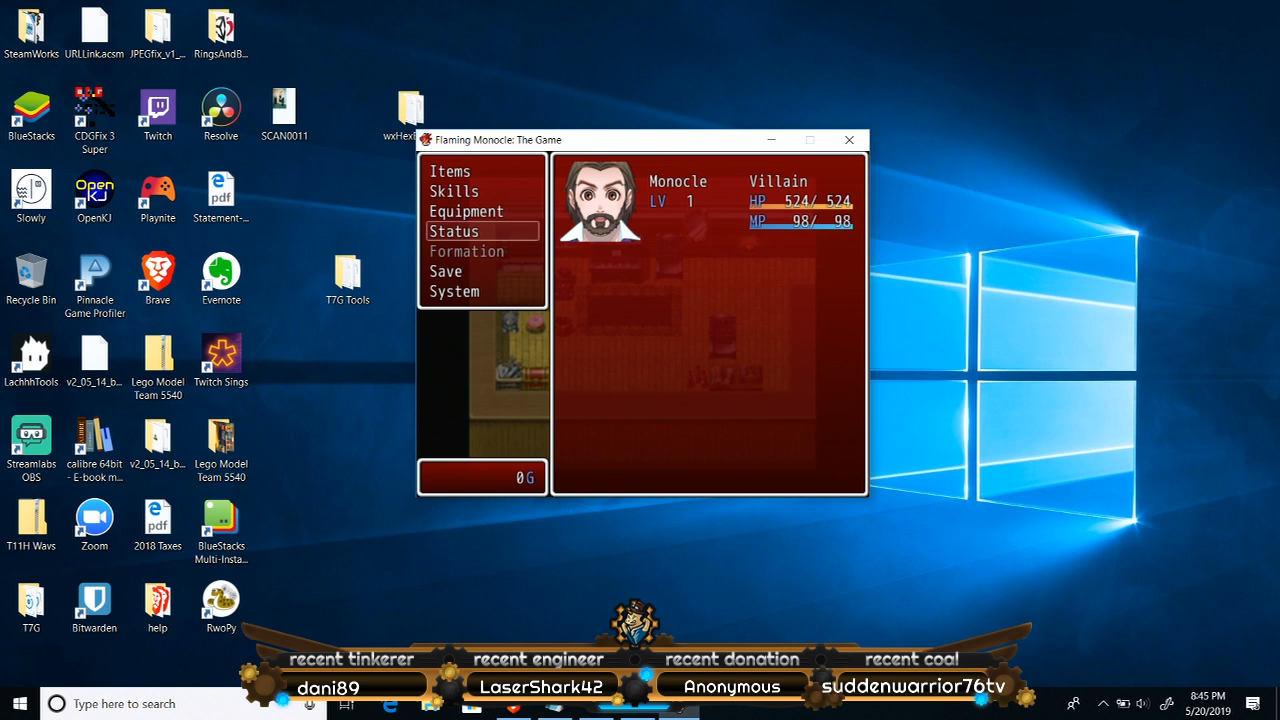 SteamWorks
URLLink.acsm
JPEGfix_v1_...
RingsAndB...
BlueStacks
CDGFix 3
Super
Twitch
Resolve
SCAN0011
Slowly
OpenKJ
Playnite
Statement-...
Recycle Bin
Pinnacle
Game Profiler
Brave
Evernote
T7G Tools
LachhhTools
v2_05_14_b...
Lego Model
Team 5540
Twitch Sings
Streamlabs
OBS
calibre 64bit
- E-book m...
v2_05_14_b...
Lego Model
Team 5540
T11H Wavs
Zoom
2018 Taxes
BlueStacks
Multi-Insta...
T7G
Bitwarden
help
RwoPy
Flaming Monocle: The Game
Items
Skills
Equipment
Status
Formation
Save
System
Monocle
LV 1
Villain
HP 524/ 524
MP 98/ 98
0G
recent tinkerer
recent engineer
recent donation
recent coal
dani89
LaserShark42
Anonymous
suddenwarrior76tv
Type here to search
8:45 PM
5/20/2019